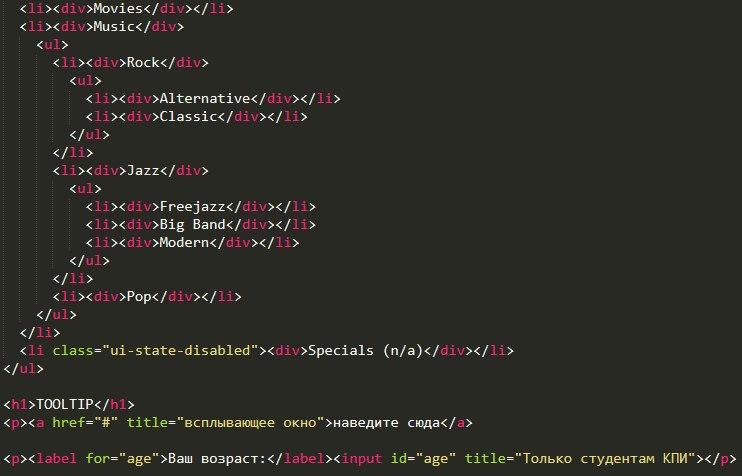 <li><div>Movies</div></li>
<li><div>Music</div>
<ul>
<li><div>Rock</div>
<ul>
<li><div>Alternative</div></li>
<li><div>Classic</div></li>
</ul>
</li>
<li><div>Jazz</div>
<ul>
<li><div>Freejazz</div></li>
<li><div>Big Band</div></li>
<li><div>Modern</div></li>
</ul>
</li>
<li><div>Pop</div></li>
</ul>
</li>
<li class="ui-state-disabled"><div>Specials (n/a)</div></li>
</ul>
<h1>TOOLTIP</h1>
<p><a href="#" title="всплывающее окно">наведите сюда</a>
<p><label for="age">Ваш возраст:</label><input id="age" title="Только студентам КПИ"></p>